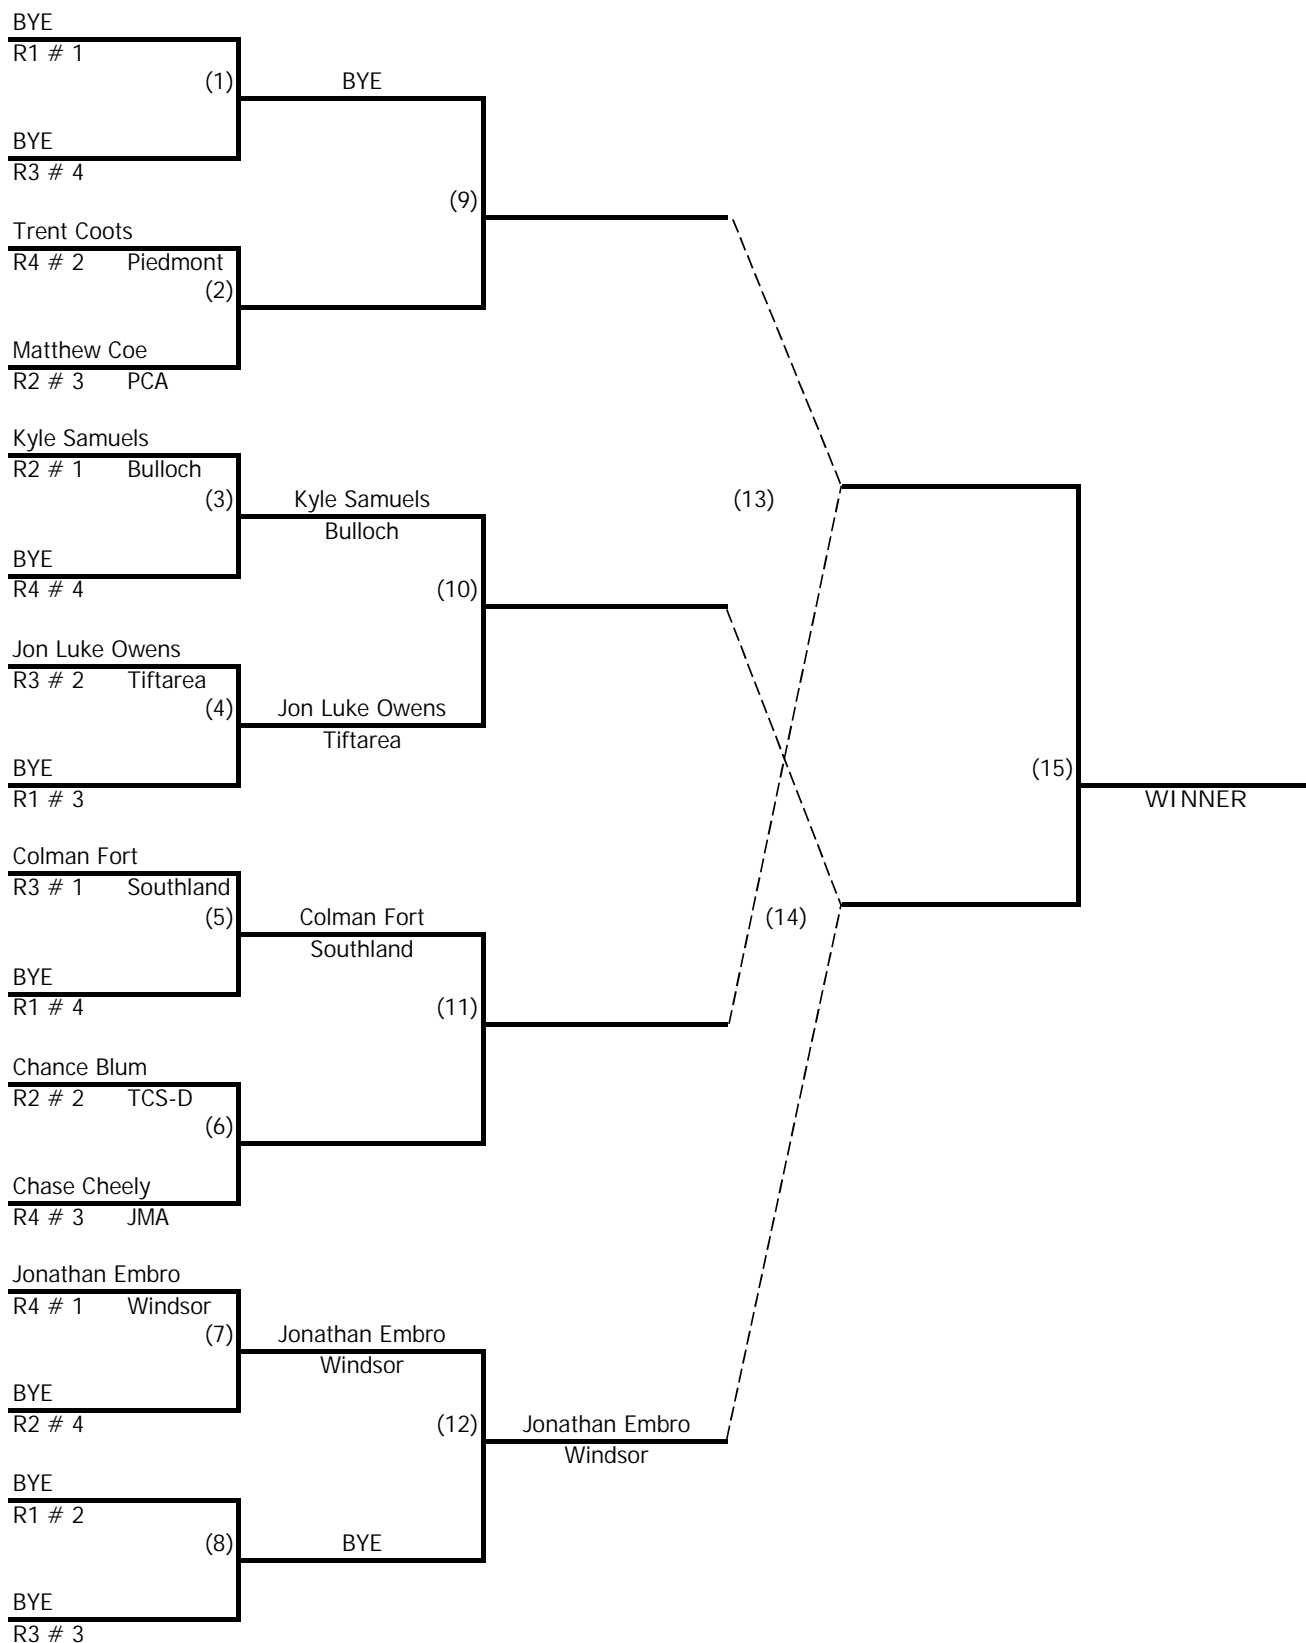 BYE
R1 # 1
(1)
BYE
BYE
R3 # 4
(9)
Trent Coots
R4 # 2 Piedmont
(2)
Matthew Coe
R2 # 3 PCA
Kyle Samuels
R2 # 1 Bulloch
(3)
Kyle Samuels
Bulloch
(13)
BYE
R4 # 4
(10)
Jon Luke Owens
R3 # 2 Tiftarea
(4)
Jon Luke Owens
Tiftarea
BYE
R1 # 3
(15)
WINNER
Colman Fort
R3 # 1 Southland
(5)
Colman Fort
Southland
(14)
BYE
R1 # 4
(11)
Chance Blum
R2 # 2 TCS-D
(6)
Chase Cheely
R4 # 3 JMA
Jonathan Embro
R4 # 1 Windsor
(7)
Jonathan Embro
Windsor
BYE
R2 # 4
(12)
Jonathan Embro
Windsor
BYE
R1 # 2
(8)
BYE
BYE
R3 # 3